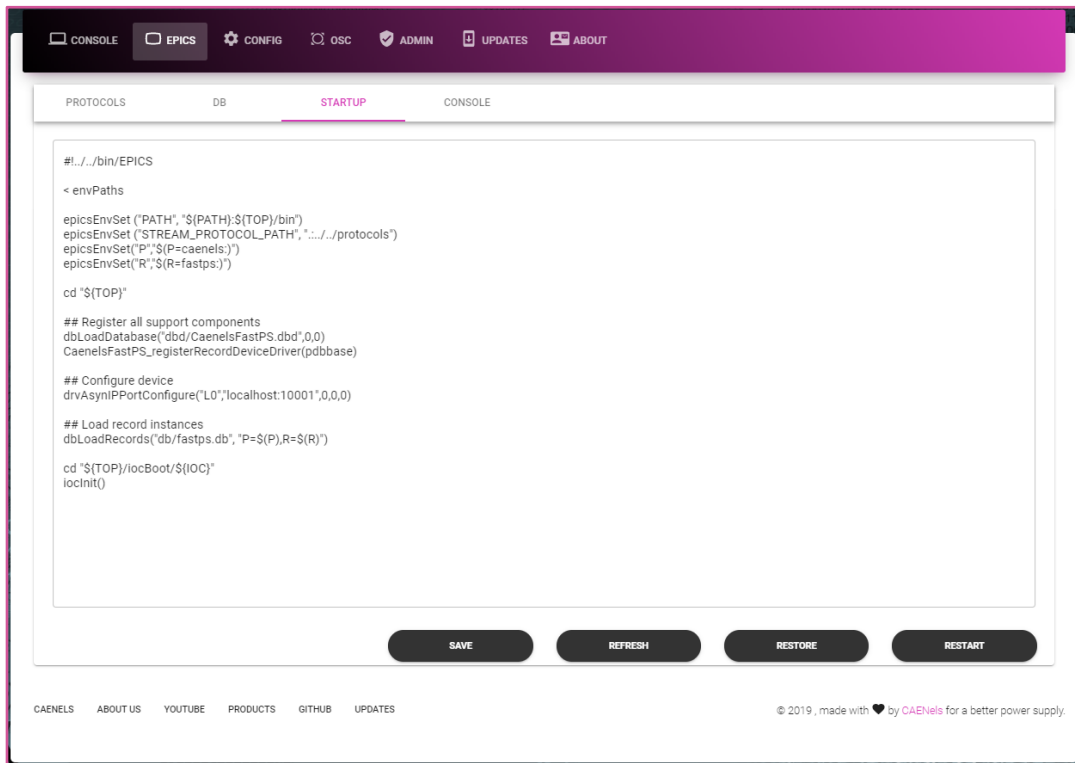 CONSOLE EPICS CONFIG OSC ADMIN UPDATES ABOUT
PROTOCOLS DB STARTUP CONSOLE
#!../../bin/EPICS
< envPaths
epicsEnvSet ("PATH", "${PATH}:${TOP}/bin")
epicsEnvSet ("STREAM_PROTOCOL_PATH", ".:../../protocols")
epicsEnvSet("P","$(P=caenels:)")
epicsEnvSet("R","$(R=fastps:)")
cd "${TOP}"
## Register all support components
dbLoadDatabase("dbd/CaenelsFastPS.dbd",0,0)
CaenelsFastPS_registerRecordDeviceDriver(pdbbase)
## Configure device
drvAsynIPPortConfigure("L0","localhost:10001",0,0,0)
## Load record instances
dbLoadRecords("db/fastps.db", "P=$(P),R=$(R)")
cd "${TOP}/iocBoot/${IOC}"
iocInit()
SAVE REFRESH RESTORE RESTART
CAENELS ABOUT US YOUTUBE PRODUCTS GITHUB UPDATES
© 2019 , made with ♥ by CAENels for a better power supply.